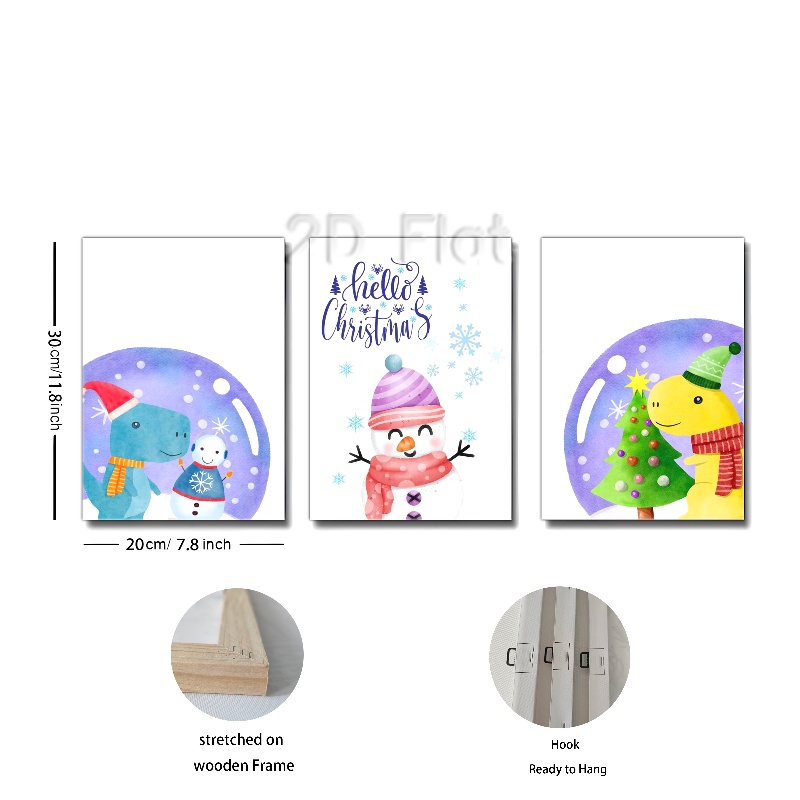 2D Flat
hello
Christmas
30cm/11.8inch
20cm/ 7.8 inch
stretched on
wooden Frame
Hook
Ready to Hang